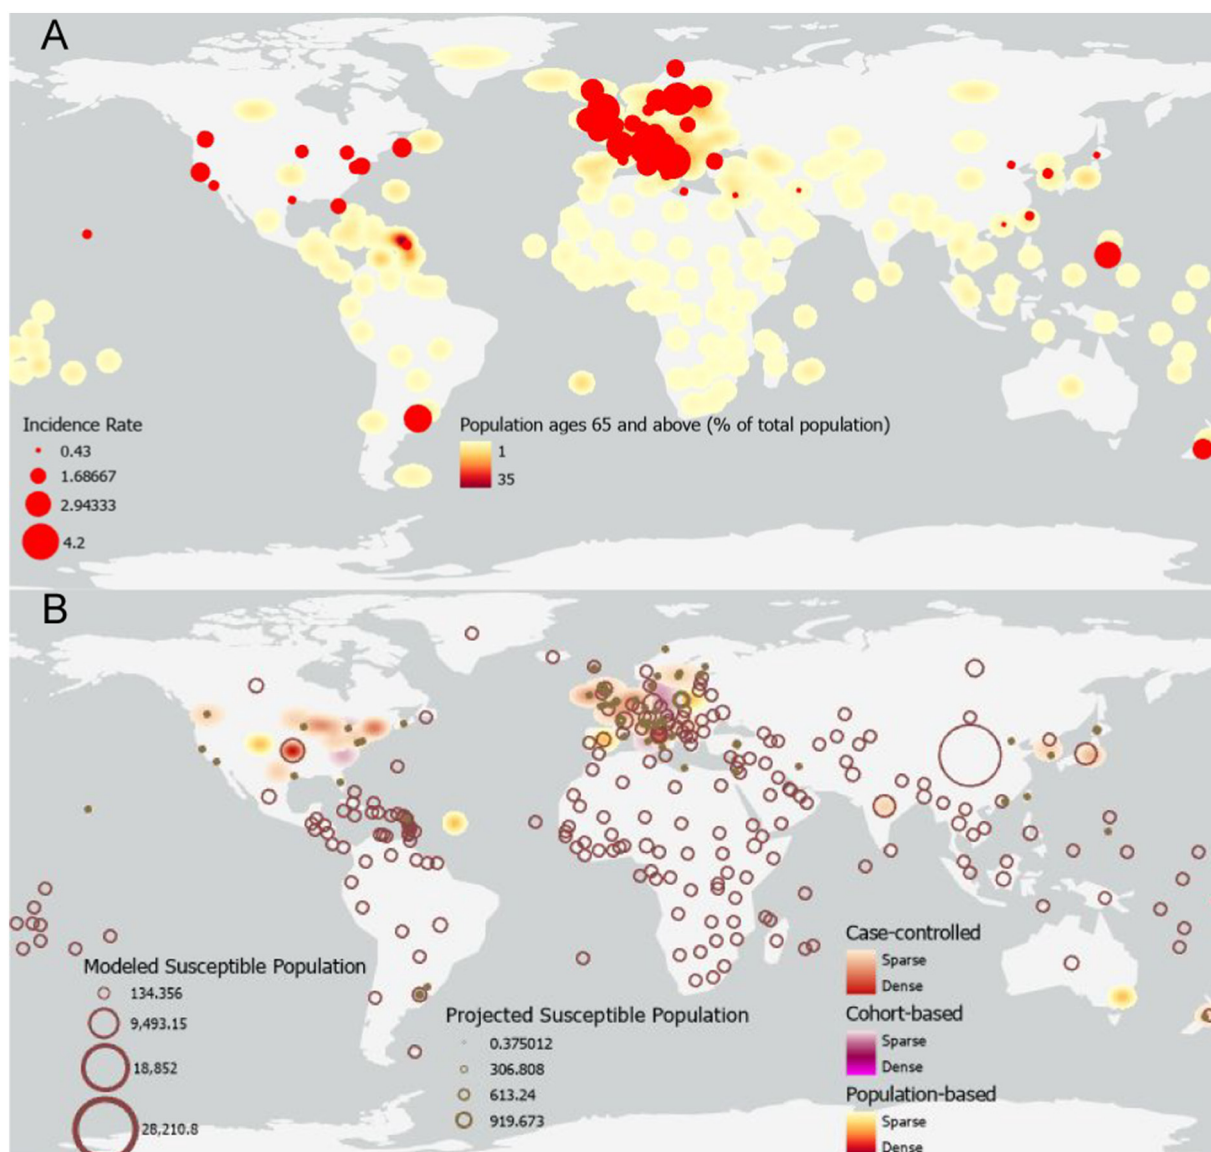 A
Incidence Rate
0.43
1.68667
2.94333
4.2
Population ages 65 and above (% of total population)
1
35
B
Modeled Susceptible Population
134.356
9,493.15
18,852
28,210.8
Projected Susceptible Population
0.375012
306.808
613.24
919.673
Case-controlled
Sparse
Dense
Cohort-based
Sparse
Dense
Population-based
Sparse
Dense